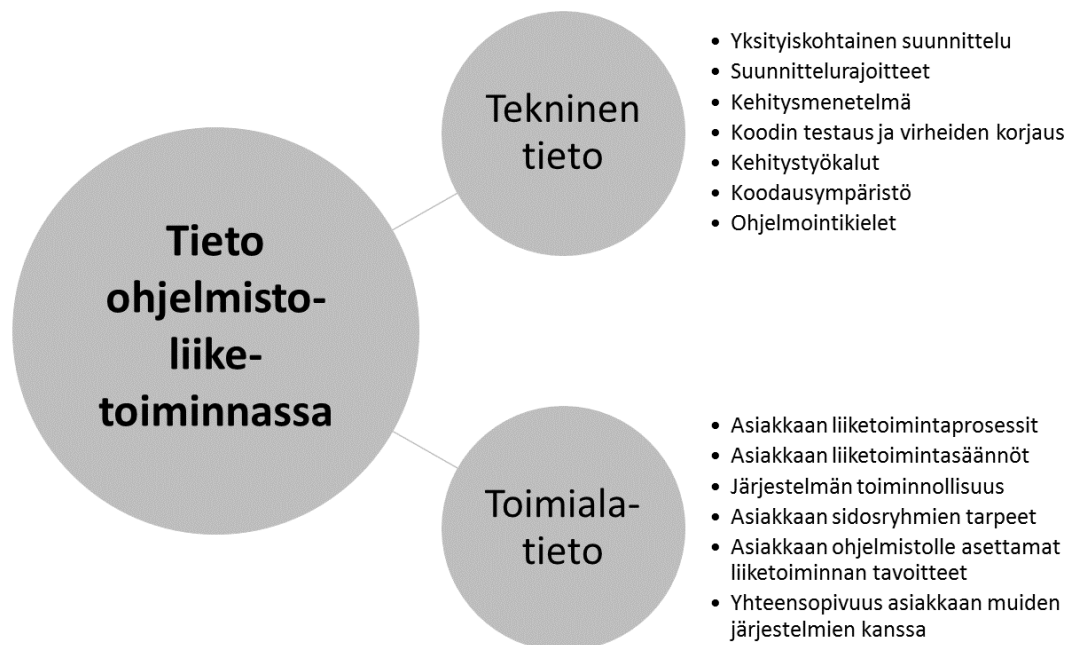 Tieto
ohjelmisto-
liike-
toiminnassa
Tekninen
tieto
• Yksityiskohtainen suunnittelu
• Suunnittelurajoitteet
• Kehitysmenetelmä
• Koodin testaus ja virheiden korjaus
• Kehitystyökalut
• Koodausympäristö
• Ohjelmointikielet
Toimiala-
tieto
• Asiakkaan liiketoimintaprosessit
• Asiakkaan liiketoimintasäännöt
• Järjestelmän toiminnollisuus
• Asiakkaan sidosryhmien tarpeet
• Asiakkaan ohjelmistolle asettamat
liiketoiminnan tavoitteet
• Yhteensopivuus asiakkaan muiden
järjestelmien kanssa